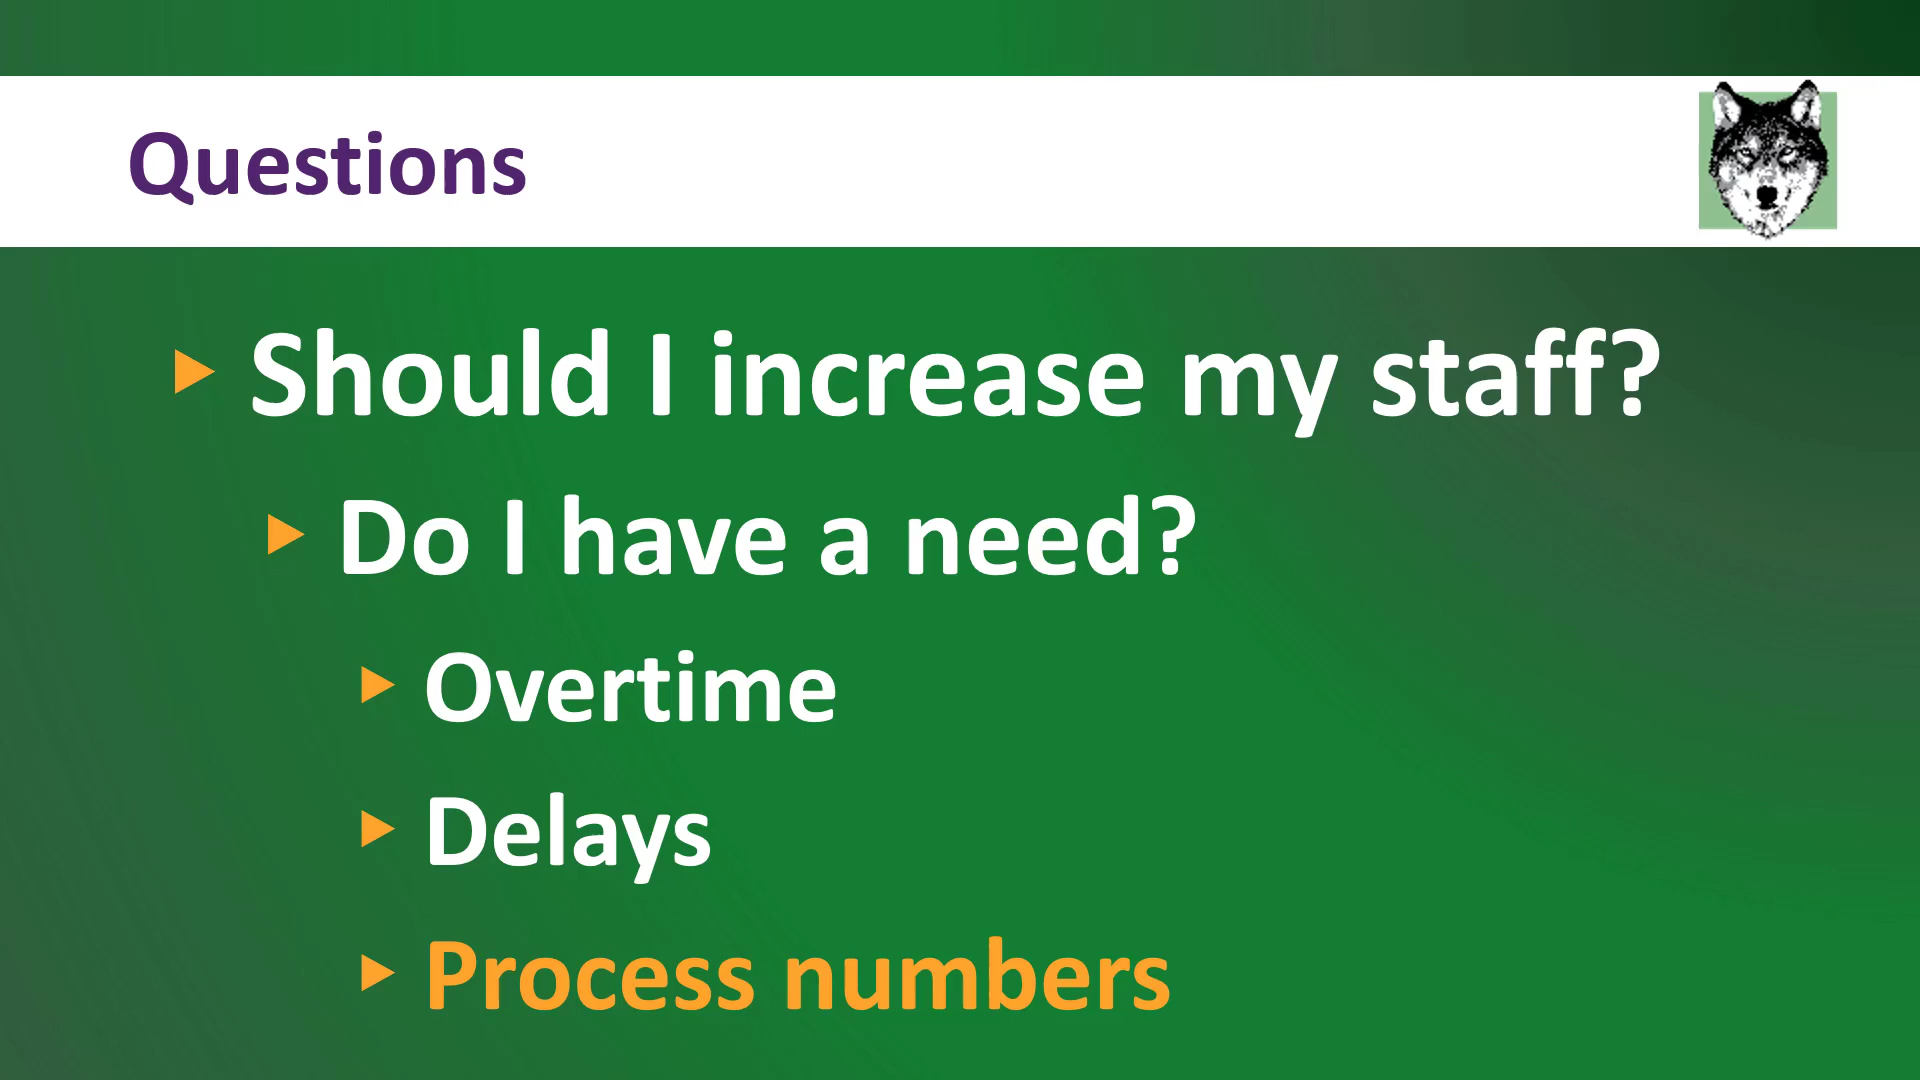 Questions
Should I increase my staff?
Do I have a need?
Overtime
Delays
Process numbers